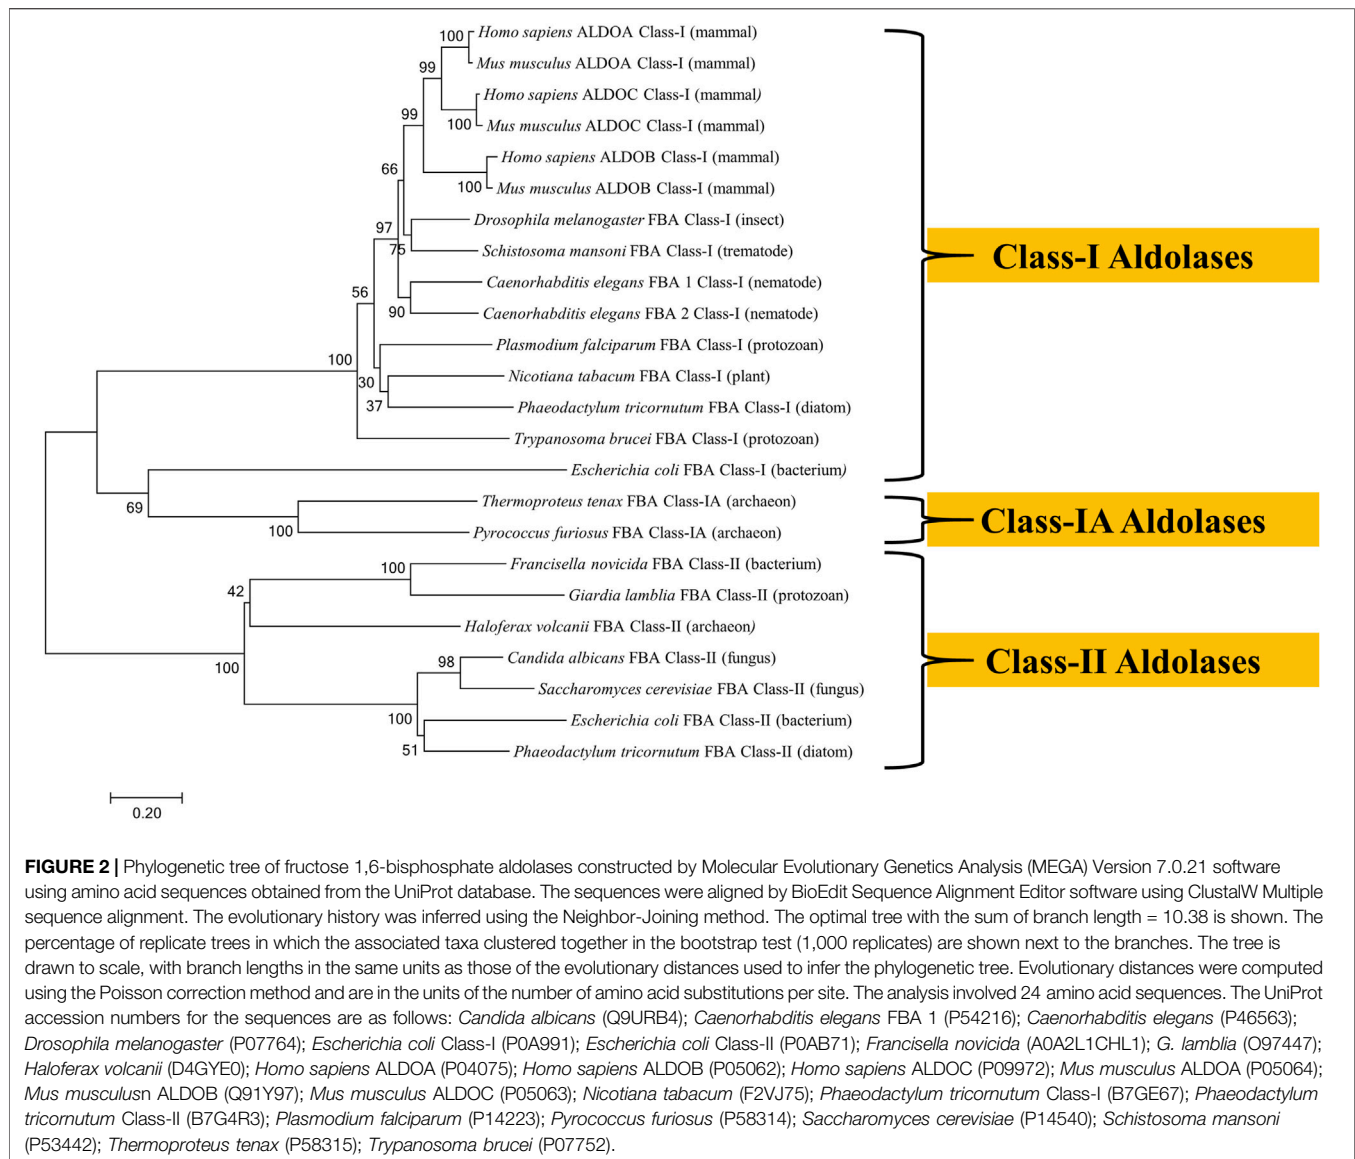 100
Homo sapiens ALDOA Class-I (mammal)
Mus musculus ALDOA Class-I (mammal)
99
Homo sapiens ALDOC Class-I (mammal)
100
Mus musculus ALDOC Class-I (mammal)
99
Homo sapiens ALDOB Class-I (mammal)
100
Mus musculus ALDOB Class-I (mammal)
66
Drosophila melanogaster FBA Class-I (insect)
97
75
Schistosoma mansoni FBA Class-I (trematode)
Class-I Aldolases
Caenorhabditis elegans FBA 1 Class-I (nematode)
56
90
Caenorhabditis elegans FBA 2 Class-I (nematode)
Plasmodium falciparum FBA Class-I (protozoan)
100
30
Nicotiana tabacum FBA Class-I (plant)
37
Phaeodactylum tricornutum FBA Class-I (diatom)
Trypanosoma brucei FBA Class-I (protozoan)
Escherichia coli FBA Class-I (bacterium)
69
Thermoproteus tenax FBA Class-IA (archaeon)
Class-IA Aldolases
100
Pyrococcus furiosus FBA Class-IA (archaeon)
100
Francisella novicida FBA Class-II (bacterium)
42
Giardia lamblia FBA Class-II (protozoan)
Haloferax volcanii FBA Class-II (archaeon)
100
98
Candida albicans FBA Class-II (fungus)
Class-II Aldolases
Saccharomyces cerevisiae FBA Class-II (fungus)
100
Escherichia coli FBA Class-II (bacterium)
51
Phaeodactylum tricornutum FBA Class-II (diatom)
0.20
FIGURE 2 | Phylogenetic tree of fructose 1,6-bisphosphate aldolases constructed by Molecular Evolutionary Genetics Analysis (MEGA) Version 7.0.21 software
using amino acid sequences obtained from the UniProt database. The sequences were aligned by BioEdit Sequence Alignment Editor software using ClustalW Multiple
sequence alignment. The evolutionary history was inferred using the Neighbor-Joining method. The optimal tree with the sum of branch length = 10.38 is shown. The
percentage of replicate trees in which the associated taxa clustered together in the bootstrap test (1,000 replicates) are shown next to the branches. The tree is
drawn to scale, with branch lengths in the same units as those of the evolutionary distances used to infer the phylogenetic tree. Evolutionary distances were computed
using the Poisson correction method and are in the units of the number of amino acid substitutions per site. The analysis involved 24 amino acid sequences. The UniProt
accession numbers for the sequences are as follows: Candida albicans (Q9URB4); Caenorhabditis elegans FBA 1 (P54216); Caenorhabditis elegans (P46563);
Drosophila melanogaster (P07764); Escherichia coli Class-I (P0A991); Escherichia coli Class-II (P0AB71); Francisella novicida (A0A2L1CHL1); G. lamblia (O97447);
Haloferax volcanii (D4GYE0); Homo sapiens ALDOA (P04075); Homo sapiens ALDOB (P05062); Homo sapiens ALDOC (P09972); Mus musculus ALDOA (P05064);
Mus musculusn ALDOB (Q91Y97); Mus musculus ALDOC (P05063); Nicotiana tabacum (F2VJ75); Phaeodactylum tricornutum Class-I (B7GE67); Phaeodactylum
tricornutum Class-II (B7G4R3); Plasmodium falciparum (P14223); Pyrococcus furiosus (P58314); Saccharomyces cerevisiae (P14540); Schistosoma mansoni
(P53442); Thermoproteus tenax (P58315); Trypanosoma brucei (P07752).